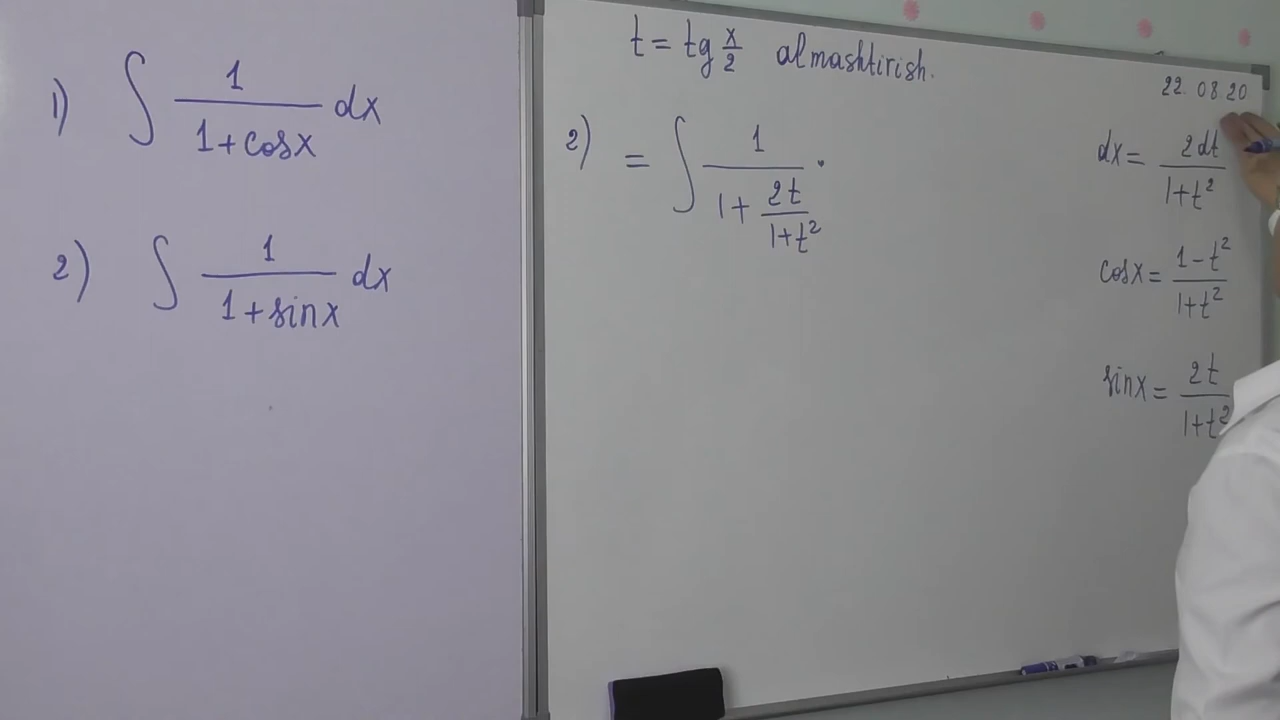 1) ∫ 1/(1+cosx) dx
2) ∫ 1/(1+sinx) dx
t = tg x/2 almashtirish.
22.08.20
2) = ∫ 1/(1+ 2t/(1+t²)) ·
dx = 2dt/(1+t²)
cosx = (1-t²)/(1+t²)
sinx = 2t/(1+t²)